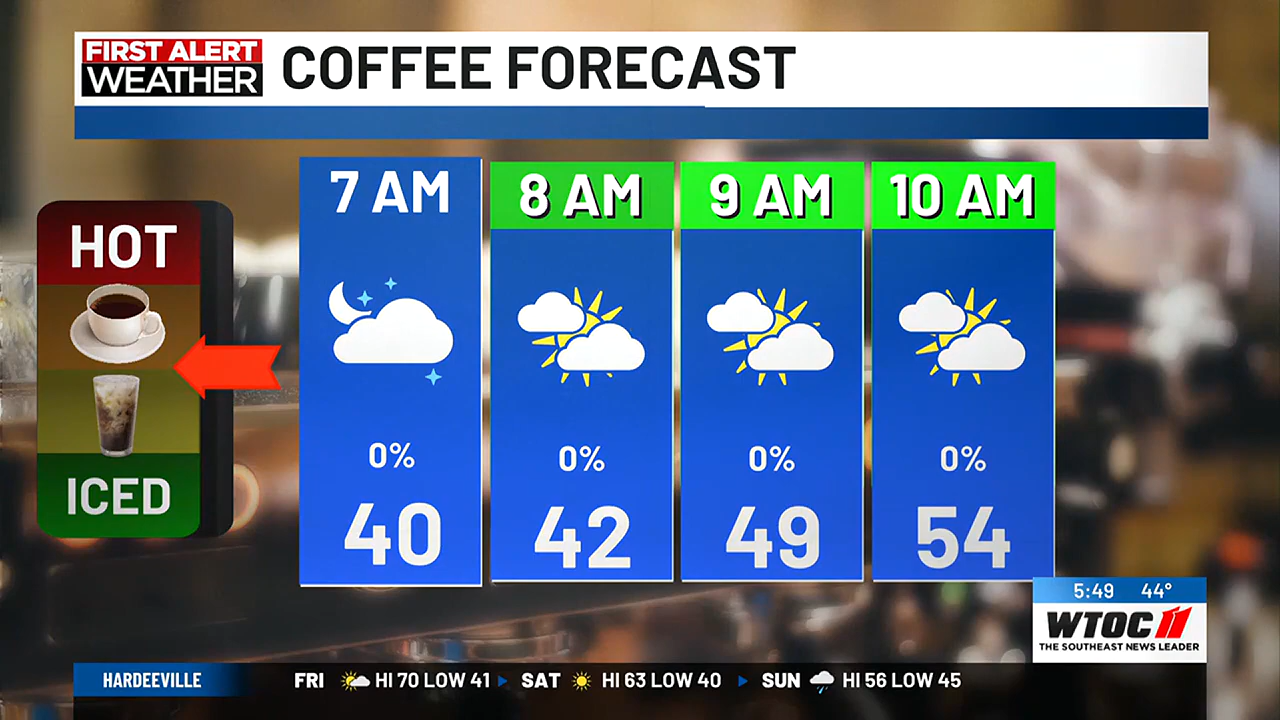 FIRST ALERT
WEATHER
COFFEE FORECAST
HOT
ICED
7 AM
0%
40
8 AM
0%
42
9 AM
0%
49
10 AM
0%
54
5:49 44°
WTOC 11
THE SOUTHEAST NEWS LEADER
HARDEEVILLE FRI HI 70 LOW 41 SAT HI 63 LOW 40 SUN HI 56 LOW 45